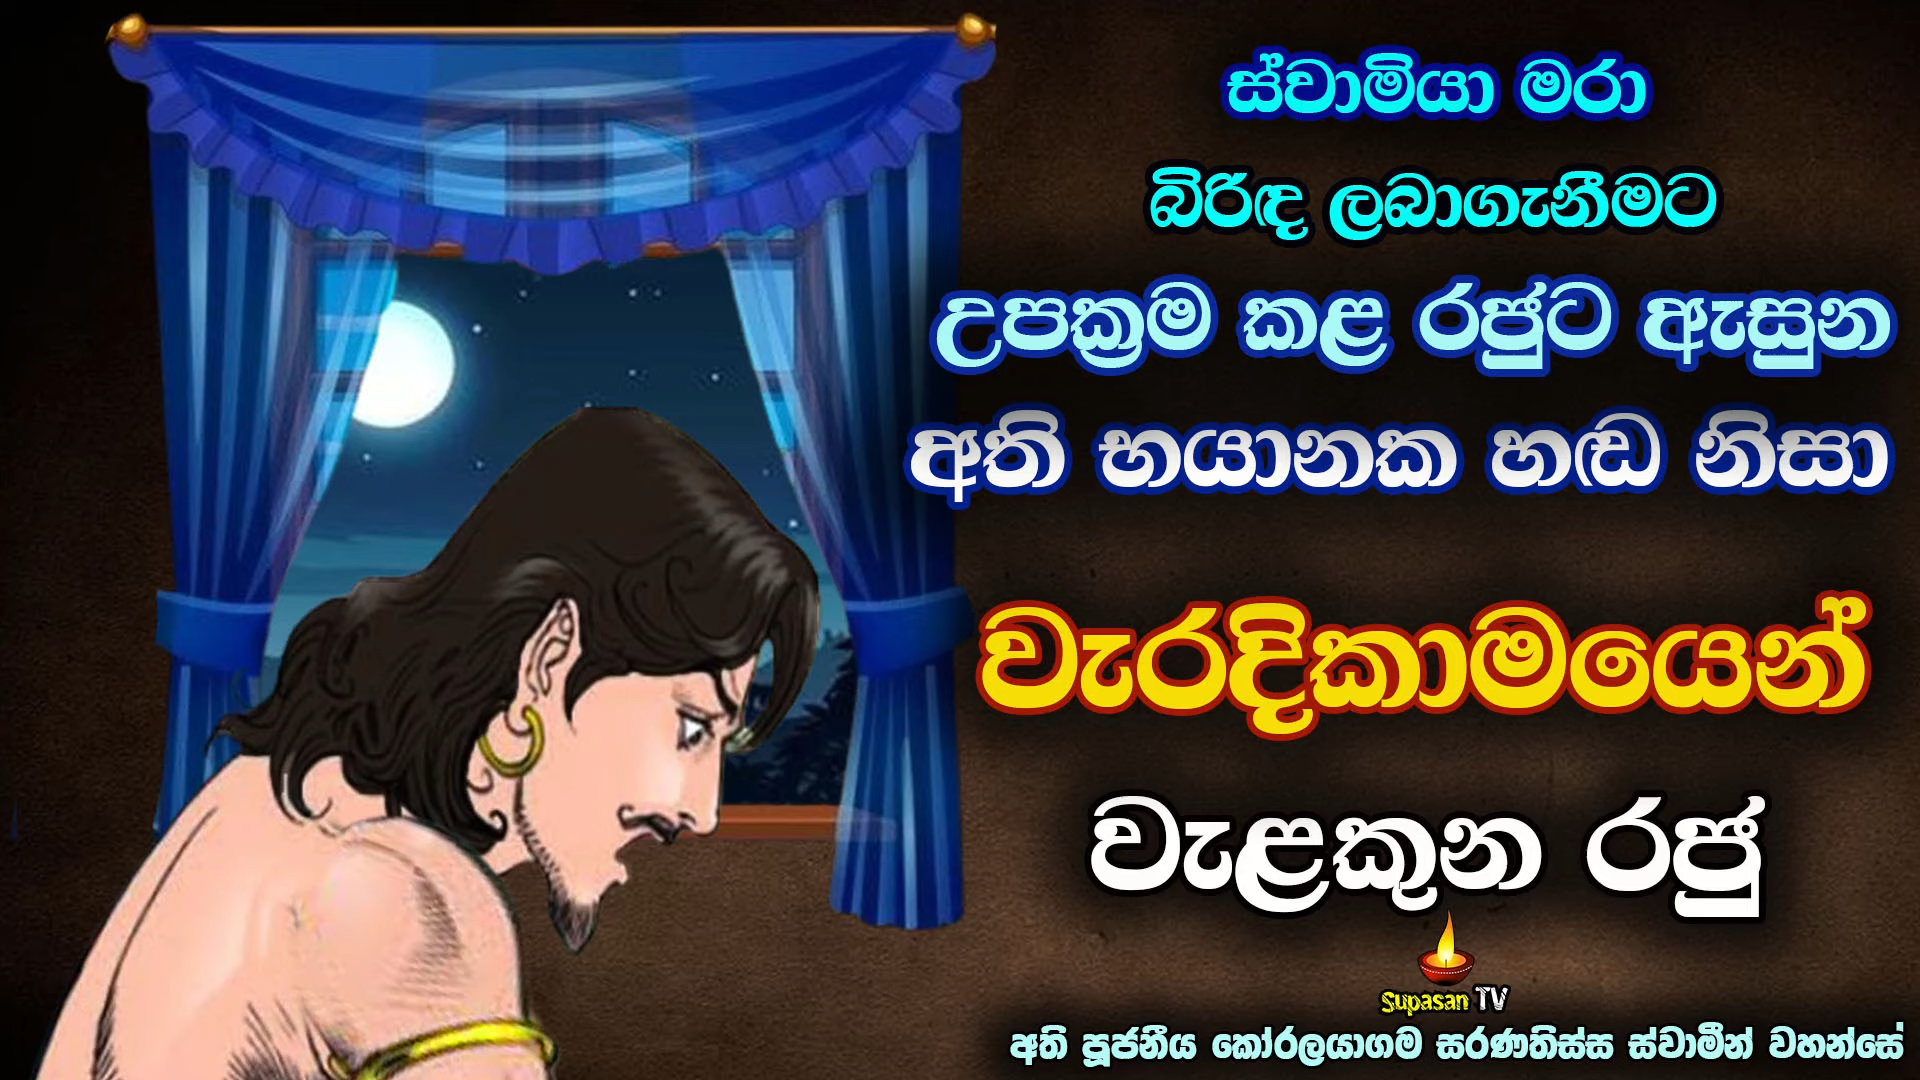 ස්වාමියා මරා
බිරිඳ ලබාගැනීමට
උපක්‍රම කළ රජුට ඇසුන
අති භයානක හඬ නිසා
වැරදිකාමයෙන්
වැළකුන රජු
Supasan TV
අති පූජනීය කෝරලයාගම සරණතිස්ස ස්වාමීන් වහන්සේ